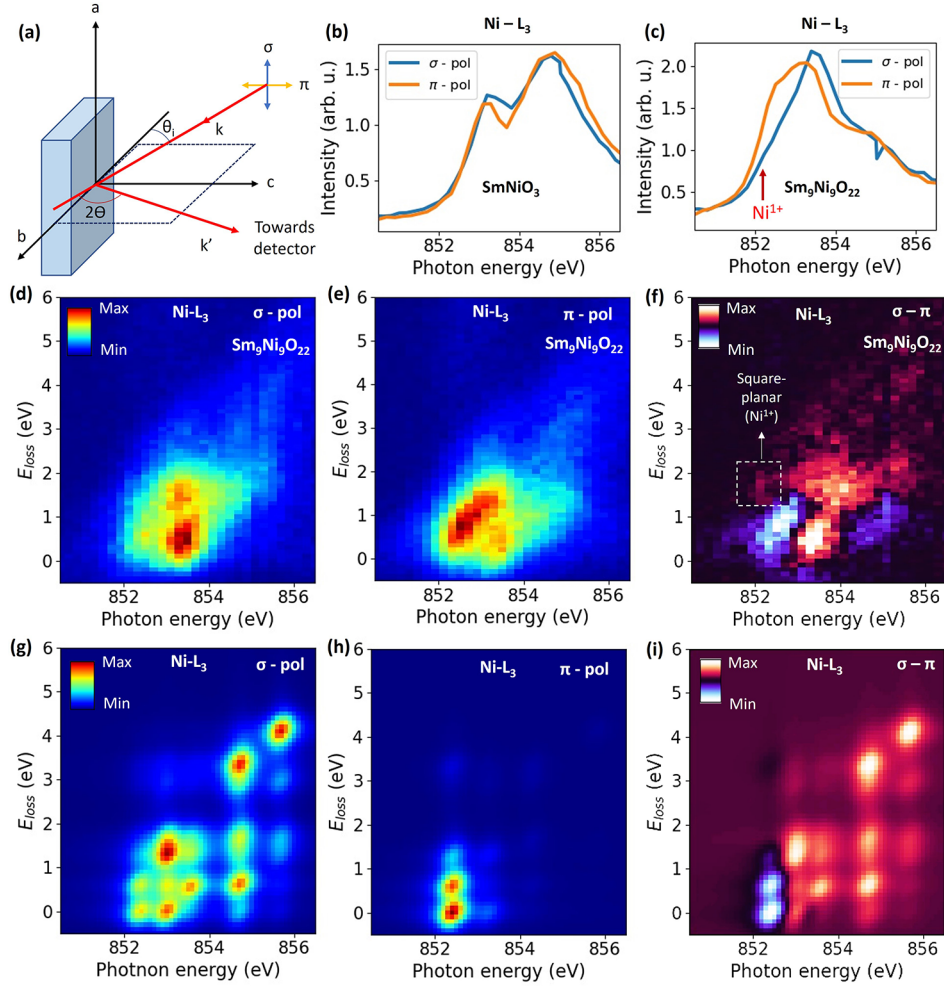 (a)
a
σ
π
θi
k
c
2Θ
b
k’
Towards
detector
(b)
Ni – L3
σ - pol
π - pol
SmNiO3
Intensity (arb. u.)
1.5
1.0
0.5
852 854 856
Photon energy (eV)
(c)
Ni – L3
σ - pol
π - pol
Ni1+
Sm9Ni9O22
Intensity (arb. u.)
2.0
1.5
1.0
0.5
852 854 856
Photon energy (eV)
(d)
Max
Min
Ni-L3 σ - pol
Sm9Ni9O22
Eloss (eV)
6
5
4
3
2
1
0
852 854 856
Photon energy (eV)
(e)
Ni-L3 π - pol
Sm9Ni9O22
Eloss (eV)
6
5
4
3
2
1
0
852 854 856
Photon energy (eV)
(f)
Max
Min
Ni-L3 σ – π
Sm9Ni9O22
Square-
planar
(Ni1+)
Eloss (eV)
6
5
4
3
2
1
0
852 854 856
Photon energy (eV)
(g)
Max
Min
Ni-L3 σ - pol
Eloss (eV)
6
5
4
3
2
1
0
852 854 856
Photnon energy (eV)
(h)
Ni-L3 π - pol
Eloss (eV)
6
5
4
3
2
1
0
852 854 856
Photon energy (eV)
(i)
Max
Min
Ni-L3 σ – π
Eloss (eV)
6
5
4
3
2
1
0
852 854 856
Photon energy (eV)